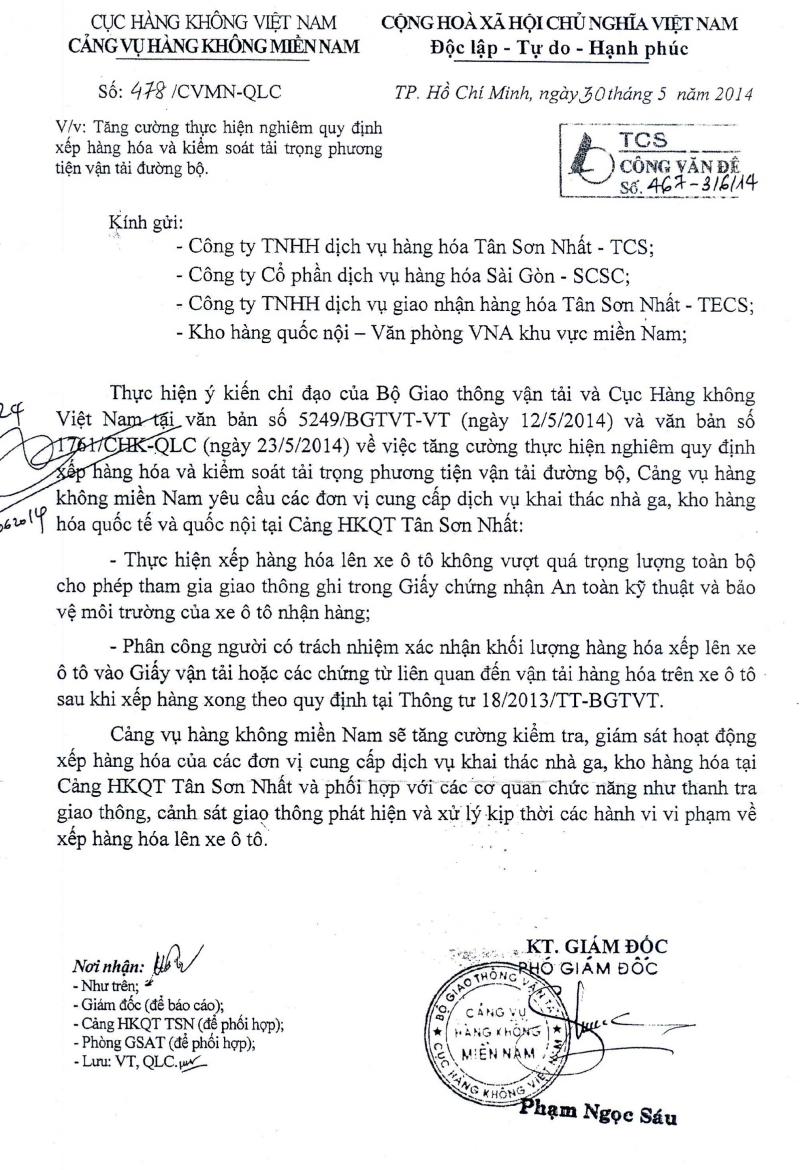 CỤC HÀNG KHÔNG VIỆT NAM
CẢNG VỤ HÀNG KHÔNG MIỀN NAM
CỘNG HOÀ XÃ HỘI CHỦ NGHĨA VIỆT NAM
Độc lập - Tự do - Hạnh phúc
Số: 478 /CVMN-QLC
TP. Hồ Chí Minh, ngày 30 tháng 5 năm 2014
V/v: Tăng cường thực hiện nghiêm quy định
xếp hàng hóa và kiểm soát tải trọng phương
tiện vận tải đường bộ.
TCS
CÔNG VĂN ĐẾ
Số. 467-3/6/14
Kính gửi:
- Công ty TNHH dịch vụ hàng hóa Tân Sơn Nhất - TCS;
- Công ty Cổ phần dịch vụ hàng hóa Sài Gòn - SCSC;
- Công ty TNHH dịch vụ giao nhận hàng hóa Tân Sơn Nhất - TECS;
- Kho hàng quốc nội – Văn phòng VNA khu vực miền Nam;
Thực hiện ý kiến chỉ đạo của Bộ Giao thông vận tải và Cục Hàng không
Việt Nam tại văn bản số 5249/BGTVT-VT (ngày 12/5/2014) và văn bản số
1761/CHK-QLC (ngày 23/5/2014) về việc tăng cường thực hiện nghiêm quy định
xếp hàng hóa và kiểm soát tải trọng phương tiện vận tải đường bộ, Cảng vụ hàng
không miền Nam yêu cầu các đơn vị cung cấp dịch vụ khai thác nhà ga, kho hàng
hóa quốc tế và quốc nội tại Cảng HKQT Tân Sơn Nhất:
- Thực hiện xếp hàng hóa lên xe ô tô không vượt quá trọng lượng toàn bộ
cho phép tham gia giao thông ghi trong Giấy chứng nhận An toàn kỹ thuật và bảo
vệ môi trường của xe ô tô nhận hàng;
- Phân công người có trách nhiệm xác nhận khối lượng hàng hóa xếp lên xe
ô tô vào Giấy vận tải hoặc các chứng từ liên quan đến vận tải hàng hóa trên xe ô tô
sau khi xếp hàng xong theo quy định tại Thông tư 18/2013/TT-BGTVT.
Cảng vụ hàng không miền Nam sẽ tăng cường kiểm tra, giám sát hoạt động
xếp hàng hóa của các đơn vị cung cấp dịch vụ khai thác nhà ga, kho hàng hóa tại
Cảng HKQT Tân Sơn Nhất và phối hợp với các cơ quan chức năng như thanh tra
giao thông, cảnh sát giao thông phát hiện và xử lý kịp thời các hành vi vi phạm về
xếp hàng hóa lên xe ô tô.
Nơi nhận:
- Như trên;
- Giám đốc (để báo cáo);
- Cảng HKQT TSN (để phối hợp);
- Phòng GSAT (để phối hợp);
- Lưu: VT, QLC.
KT. GIÁM ĐỐC
PHÓ GIÁM ĐỐC
BỘ GIAO THÔNG VẬN TẢI
CẢNG VỤ
HÀNG KHÔNG
MIỀN NAM
CỤC HÀNG KHÔNG VIỆT NAM
Phạm Ngọc Sáu